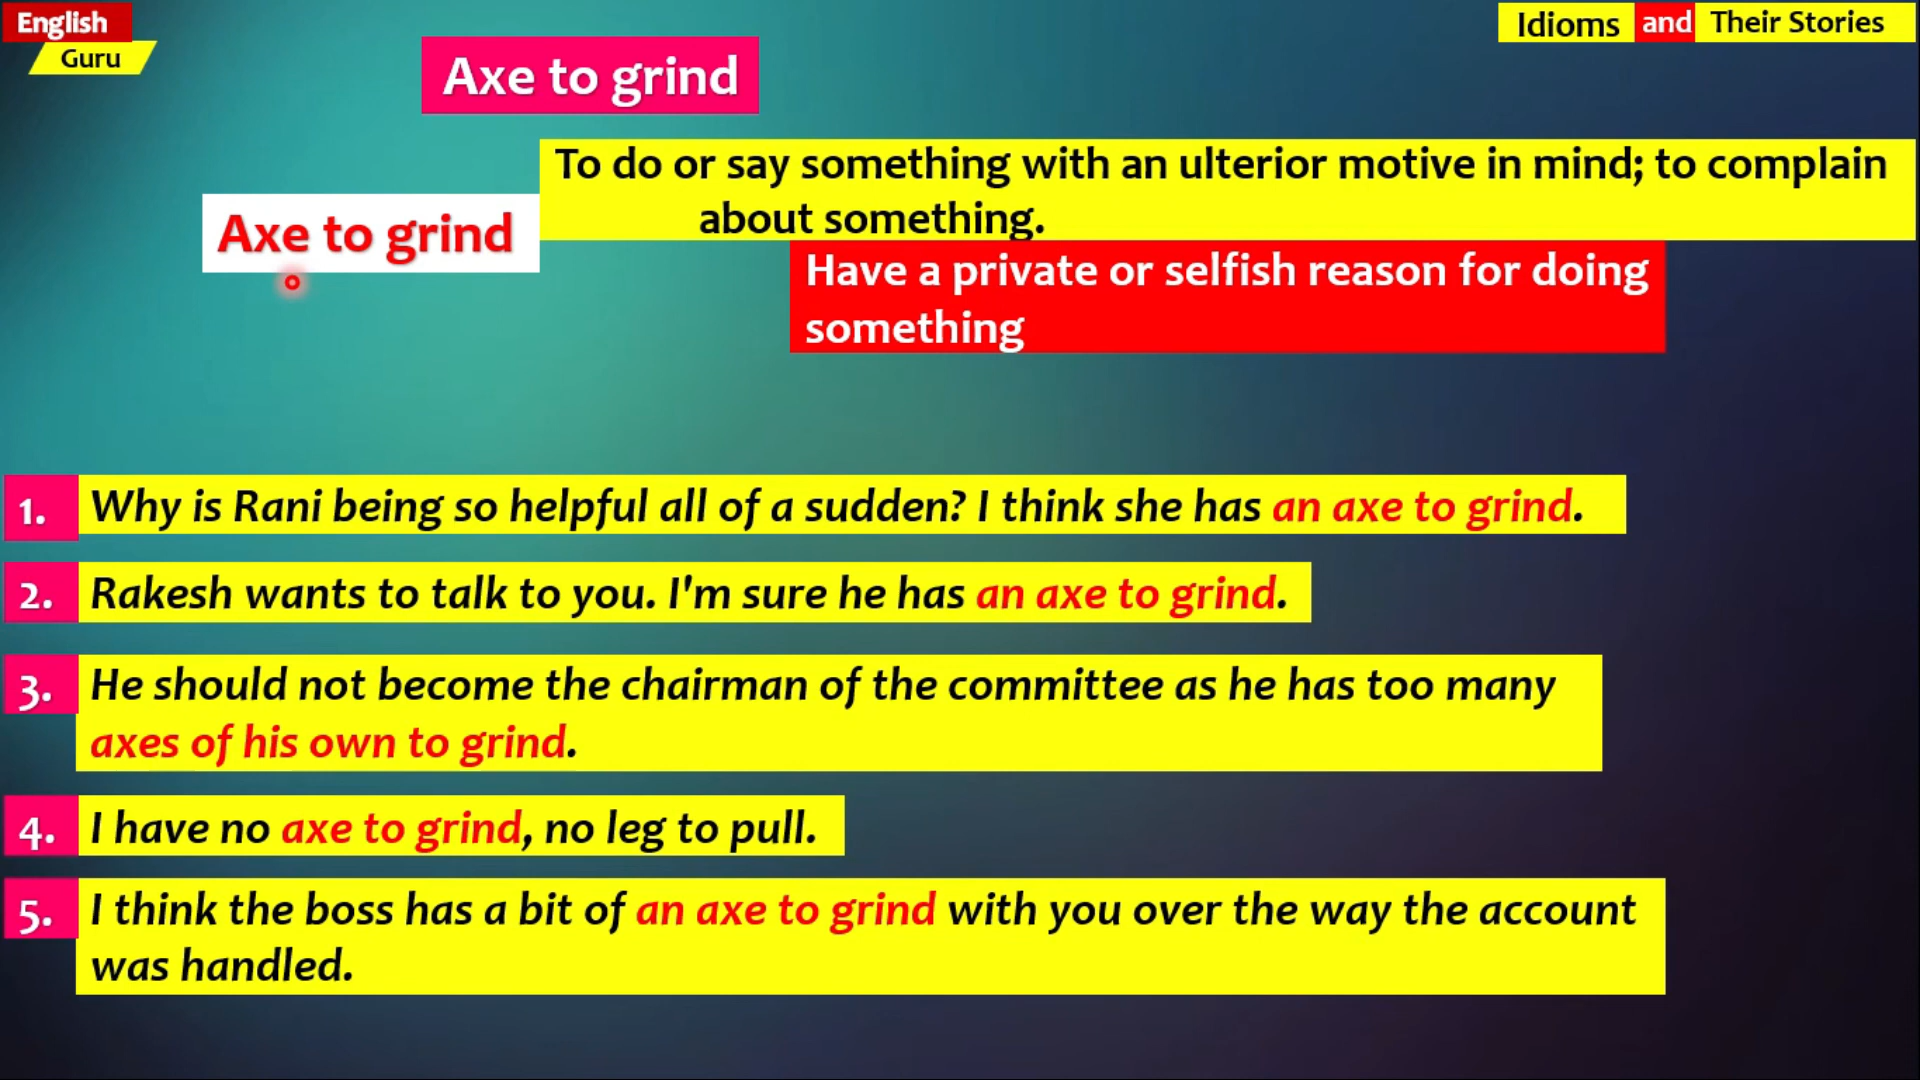 English
Guru
Idioms and Their Stories
Axe to grind
To do or say something with an ulterior motive in mind; to complain
about something.
Axe to grind
Have a private or selfish reason for doing
something
1. Why is Rani being so helpful all of a sudden? I think she has an axe to grind.
2. Rakesh wants to talk to you. I'm sure he has an axe to grind.
3. He should not become the chairman of the committee as he has too many
axes of his own to grind.
4. I have no axe to grind, no leg to pull.
5. I think the boss has a bit of an axe to grind with you over the way the account
was handled.